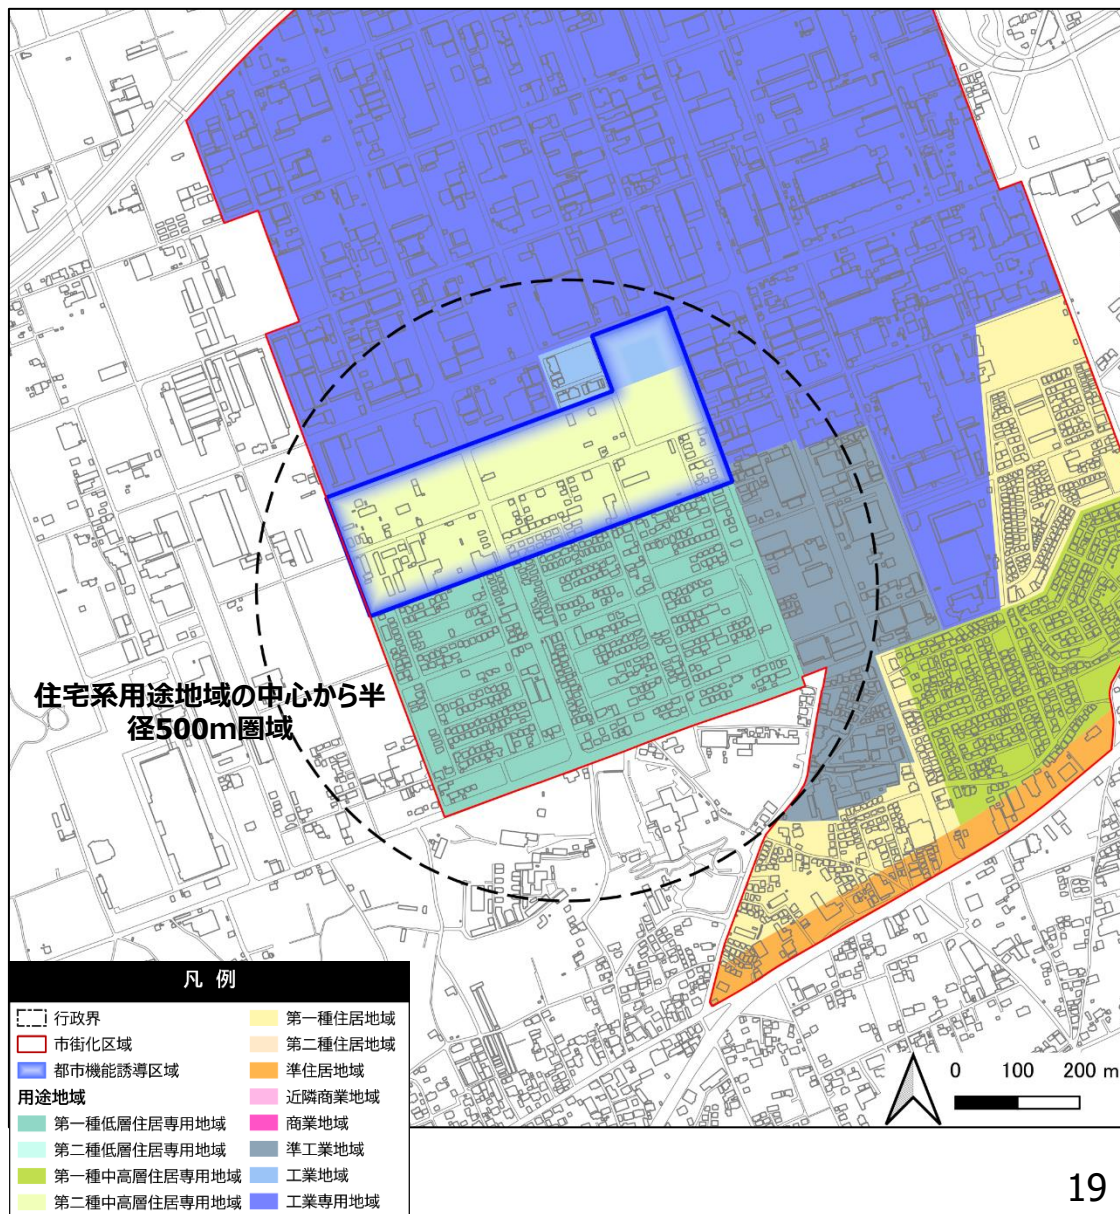 住宅系用途地域の中心から半
径500m圏域
凡 例
行政界
市街化区域
都市機能誘導区域
用途地域
第一種低層住居専用地域
第二種低層住居専用地域
第一種中高層住居専用地域
第二種中高層住居専用地域
第一種住居地域
第二種住居地域
準住居地域
近隣商業地域
商業地域
準工業地域
工業地域
工業専用地域
0 100 200 m
19